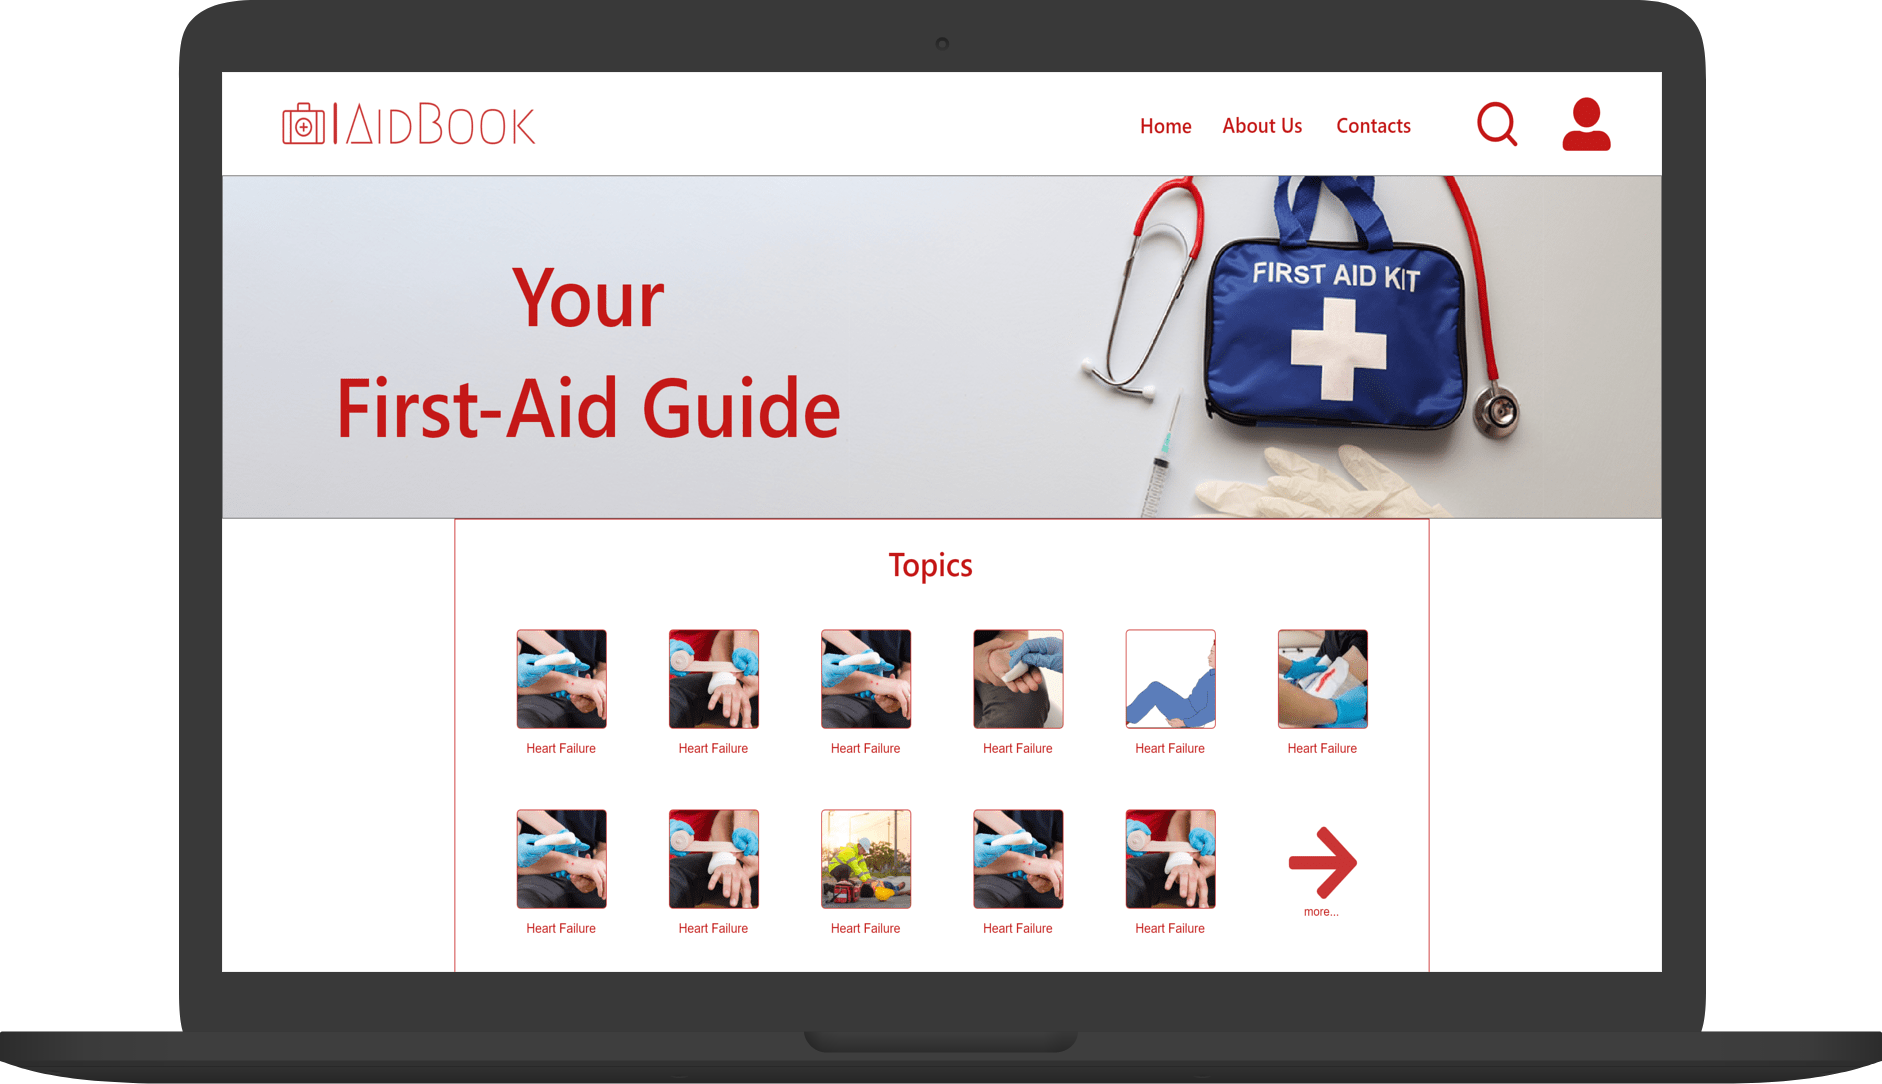 AIDBOOK
Home About Us Contacts
Your
First-Aid Guide
FIRST AID KIT
Topics
Heart Failure Heart Failure Heart Failure Heart Failure Heart Failure Heart Failure
Heart Failure Heart Failure Heart Failure Heart Failure Heart Failure more...